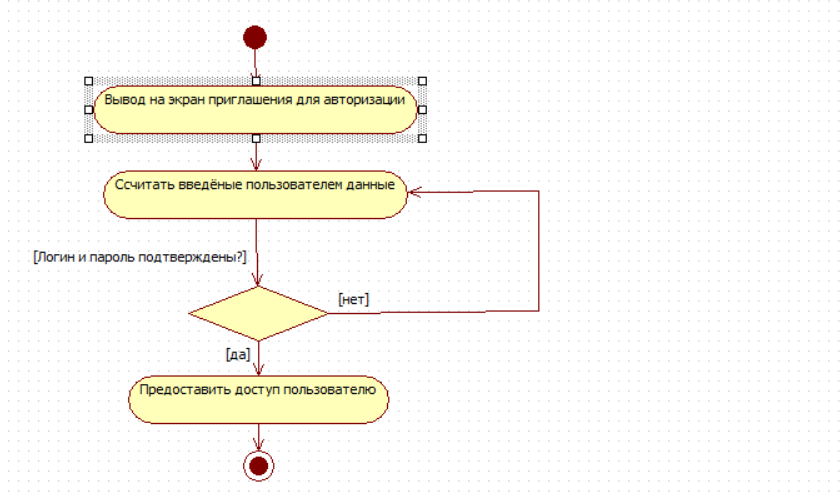 Вывод на экран приглашения для авторизации
Ссчитать введёные пользователем данные
[Логин и пароль подтверждены?]
[нет]
[да]
Предоставить доступ пользователю